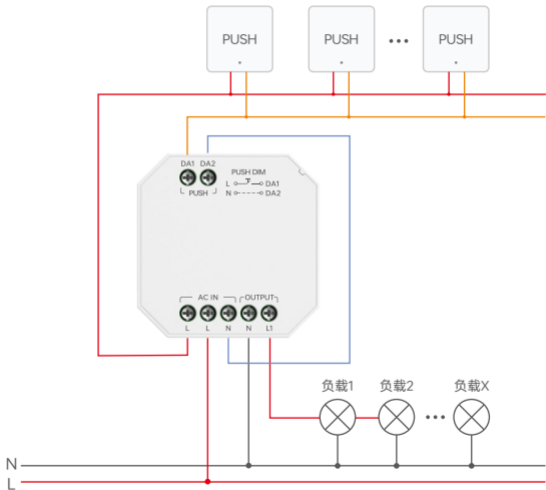 PUSH PUSH ••• PUSH
DA1 DA2
PUSH
PUSH DIM
L DA1
N DA2
AC IN OUTPUT
L L N N L1
负载1 负载2 ••• 负载X
N
L